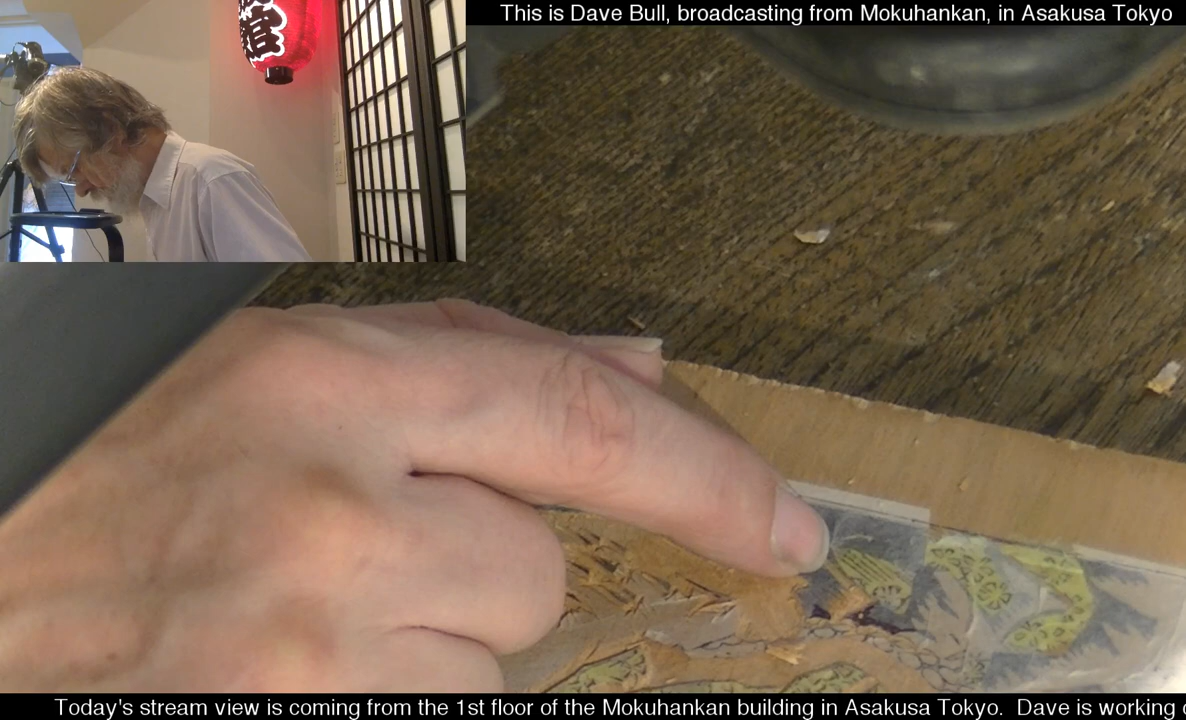 This is Dave Bull, broadcasting from Mokuhankan, in Asakusa Tokyo
館
Today's stream view is coming from the 1st floor of the Mokuhankan building in Asakusa Tokyo. Dave is working